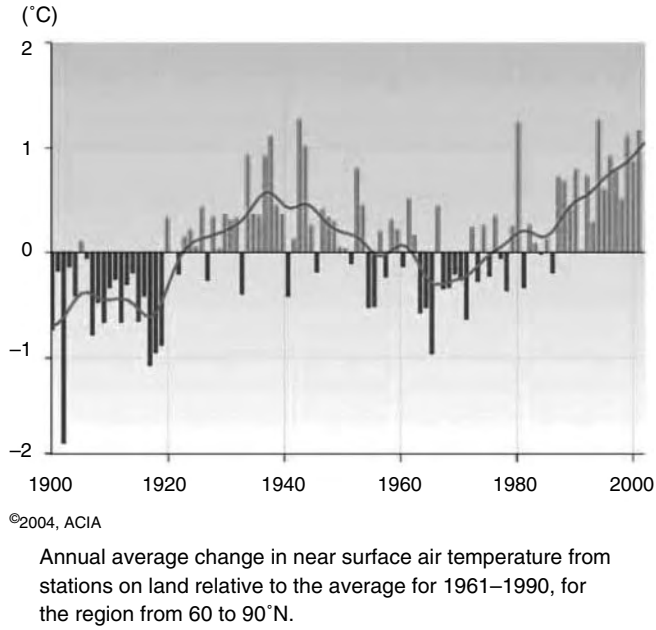 (˚C)
2
1
0
–1
–2
1900 1920 1940 1960 1980 2000
©2004, ACIA
Annual average change in near surface air temperature from
stations on land relative to the average for 1961–1990, for
the region from 60 to 90˚N.